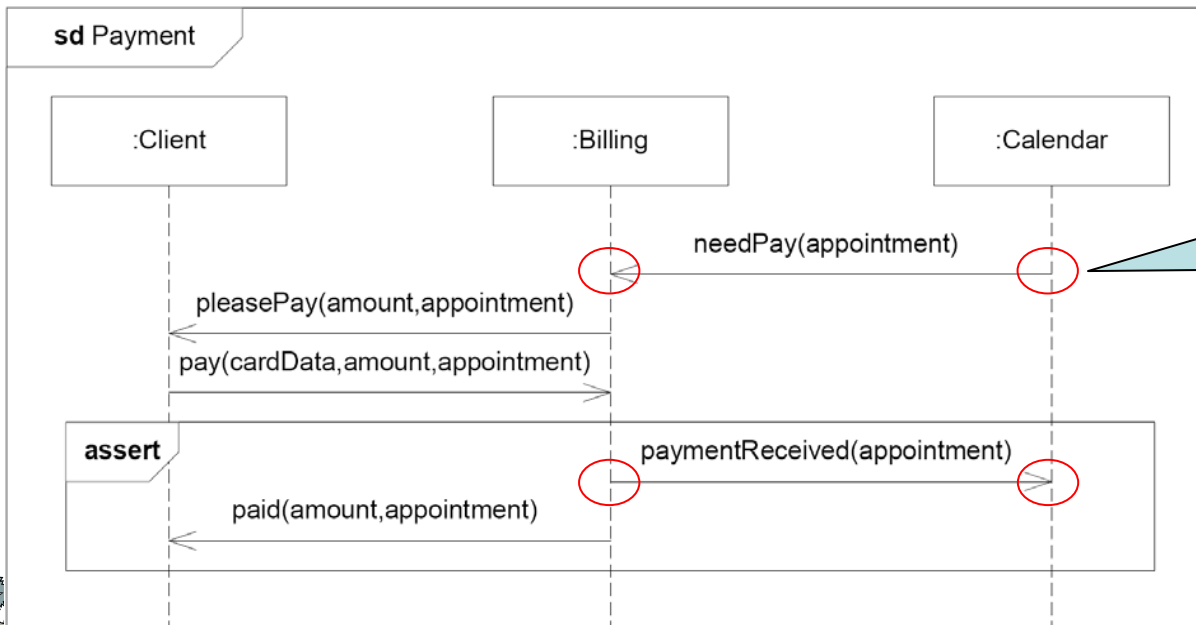 sd Payment
:Client
:Billing
:Calendar
needPay(appointment)
pleasePay(amount,appointment)
pay(cardData,amount,appointment)
assert
paymentReceived(appointment)
paid(amount,appointment)